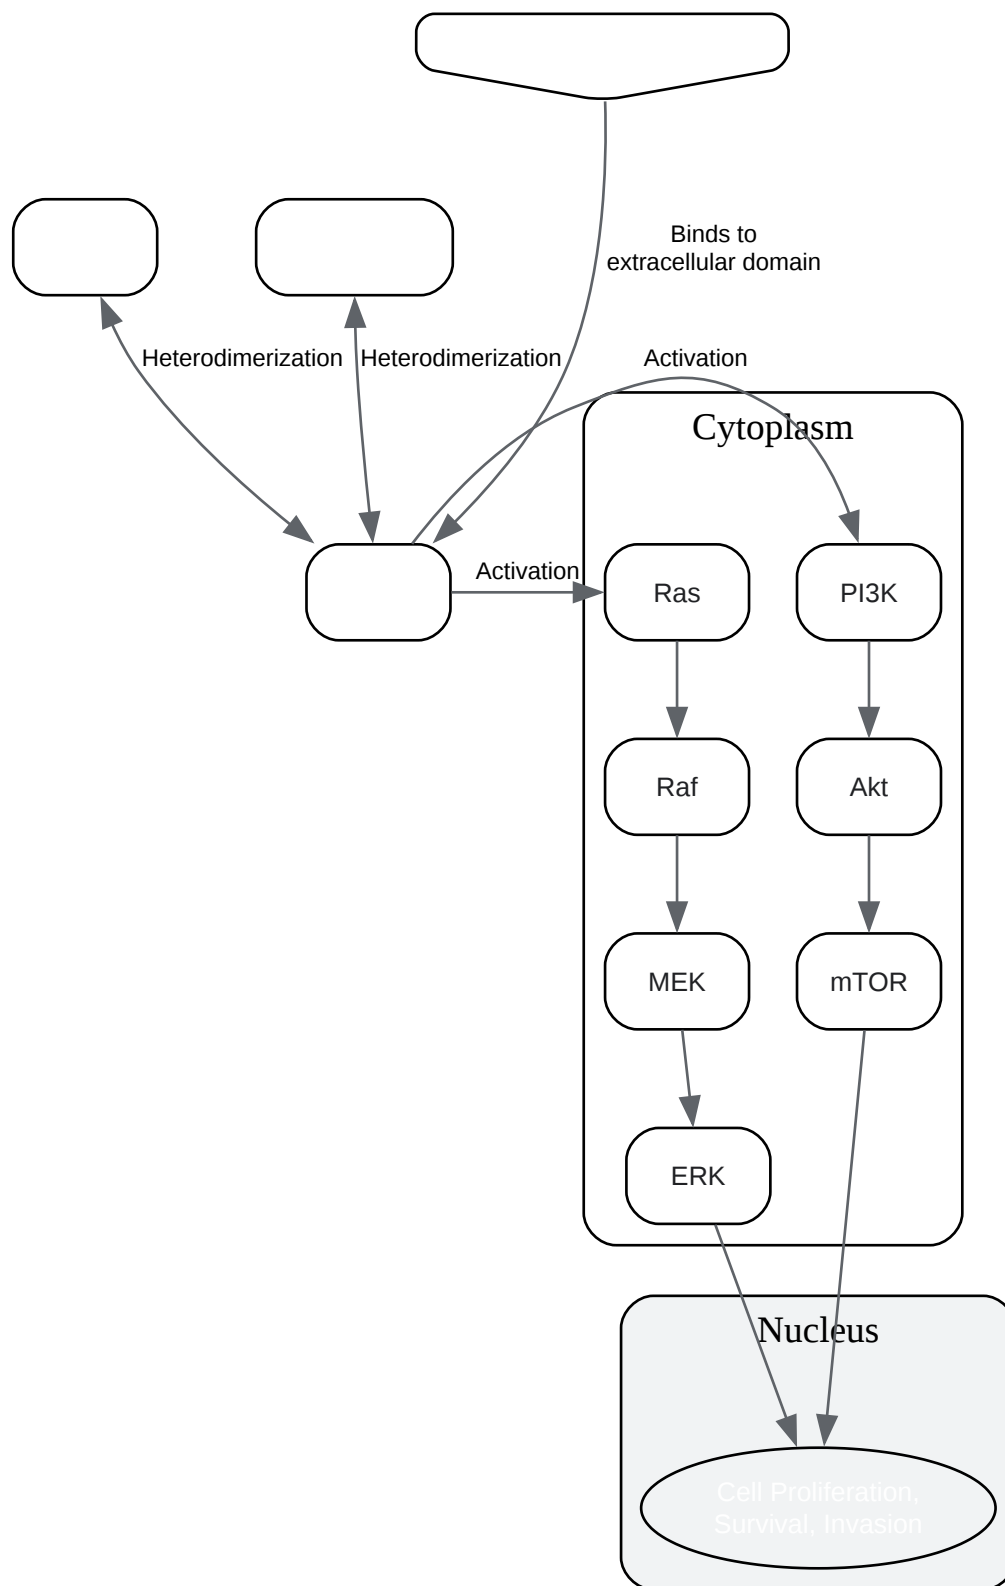 Binds to
extracellular domain
Heterodimerization
Heterodimerization
Activation
Cytoplasm
Activation
Ras
PI3K
Raf
Akt
MEK
mTOR
ERK
Nucleus
Cell Proliferation,
Survival, Invasion